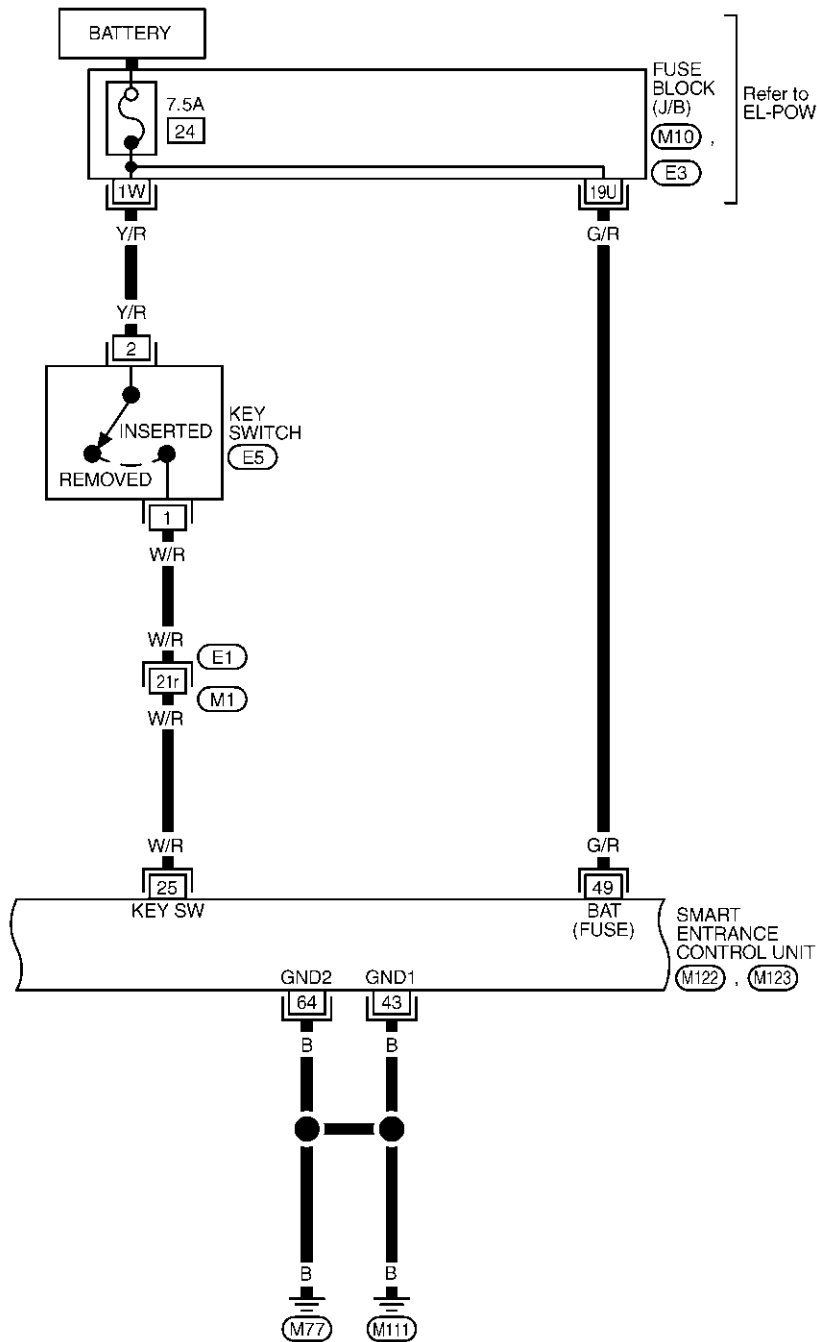 BATTERY
7.5A
24
FUSE
BLOCK
(J/B)
M10 ,
E3
Refer to
EL-POW
1W
19U
Y/R
G/R
Y/R
2
INSERTED
REMOVED
KEY
SWITCH
E5
1
W/R
W/R
E1
21r
M1
W/R
W/R
G/R
25
49
KEY SW
BAT
(FUSE)
SMART
ENTRANCE
CONTROL UNIT
M122 , M123
GND2
GND1
64
43
B
B
B
B
M77
M111